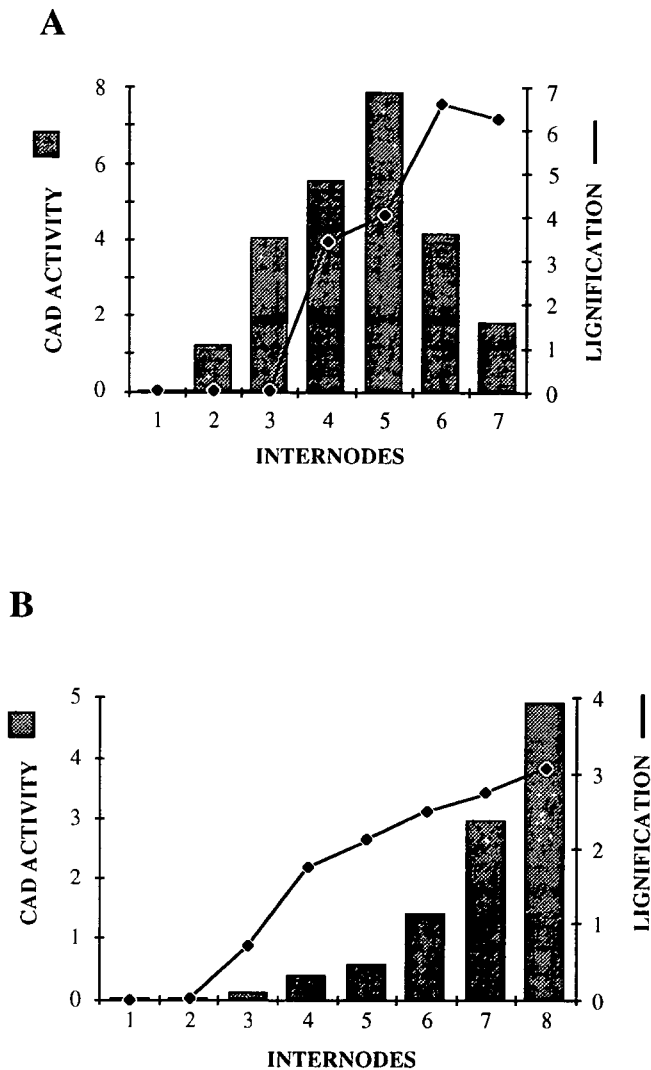 A
8
6
4
2
0
CAD ACTIVITY
7
6
5
4
3
2
1
0
LIGNIFICATION
1 2 3 4 5 6 7
INTERNODES
B
5
4
3
2
1
0
CAD ACTIVITY
4
3
2
1
0
LIGNIFICATION
1 2 3 4 5 6 7 8
INTERNODES